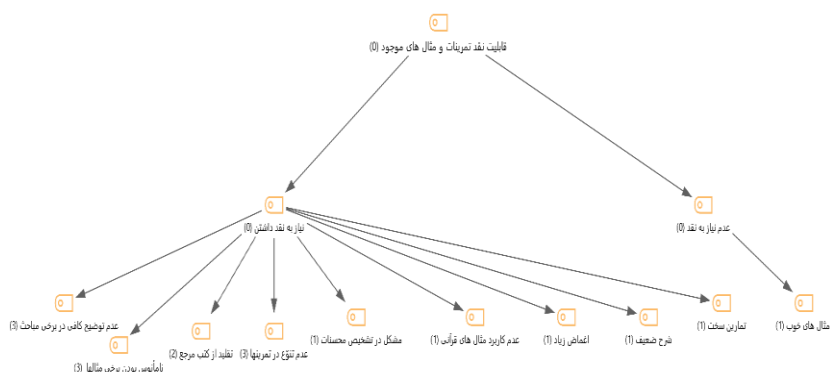 قابلیت نقد تمرینات و مثال های موجود (0)
نیاز به نقد داشتن (0)
عدم نیاز به نقد (0)
عدم توضیح کافی در برخی مباحث (3)
نامأنوس بودن برخی مثالها (3)
تقلید از کتب مرجع (2)
عدم تنوّع در تمرینها (3)
مشکل در تشخیص محسنات (1)
عدم کاربرد مثال های قرآنی (1)
اغماض زیاد (1)
شرح ضعیف (1)
تمارین سخت (1)
مثال های خوب (1)